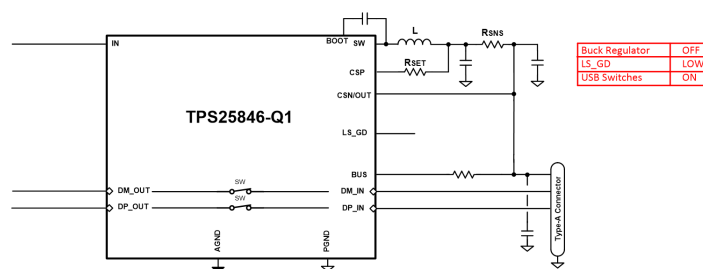 BOOT SW
L
RSNS
IN
CSP
RSET
CSN/OUT
TPS25846-Q1
LS_GD
BUS
DM_OUT
SW
DM_IN
DP_OUT
SW
DP_IN
AGND
PGND
Type-A Connector
Buck Regulator OFF
LS_GD LOW
USB Switches ON